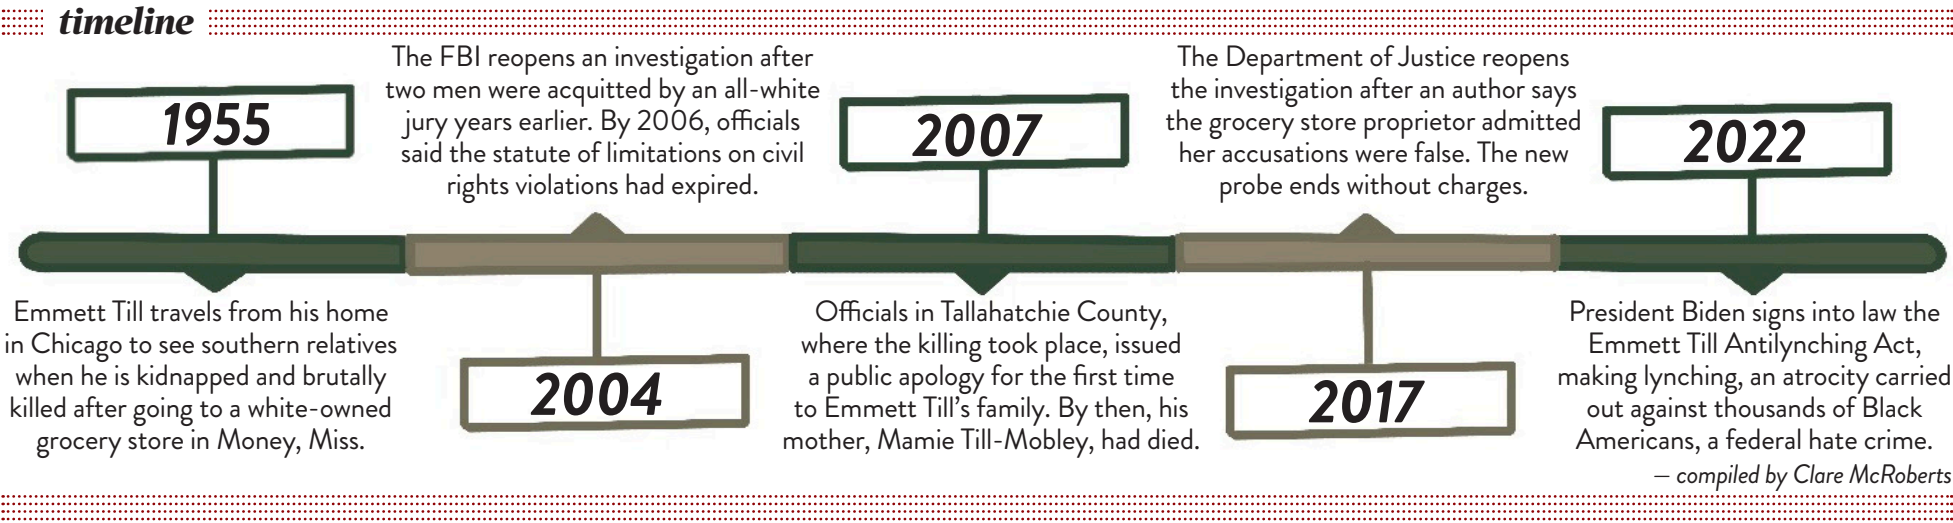 timeline
1955
Emmett Till travels from his home
in Chicago to see southern relatives
when he is kidnapped and brutally
killed after going to a white-owned
grocery store in Money, Miss.
The FBI reopens an investigation after
two men were acquitted by an all-white
jury years earlier. By 2006, officials
said the statute of limitations on civil
rights violations had expired.
2004
2007
Officials in Tallahatchie County,
where the killing took place, issued
a public apology for the first time
to Emmett Till’s family. By then, his
mother, Mamie Till-Mobley, had died.
The Department of Justice reopens
the investigation after an author says
the grocery store proprietor admitted
her accusations were false. The new
probe ends without charges.
2017
2022
President Biden signs into law the
Emmett Till Antilynching Act,
making lynching, an atrocity carried
out against thousands of Black
Americans, a federal hate crime.
— compiled by Clare McRoberts